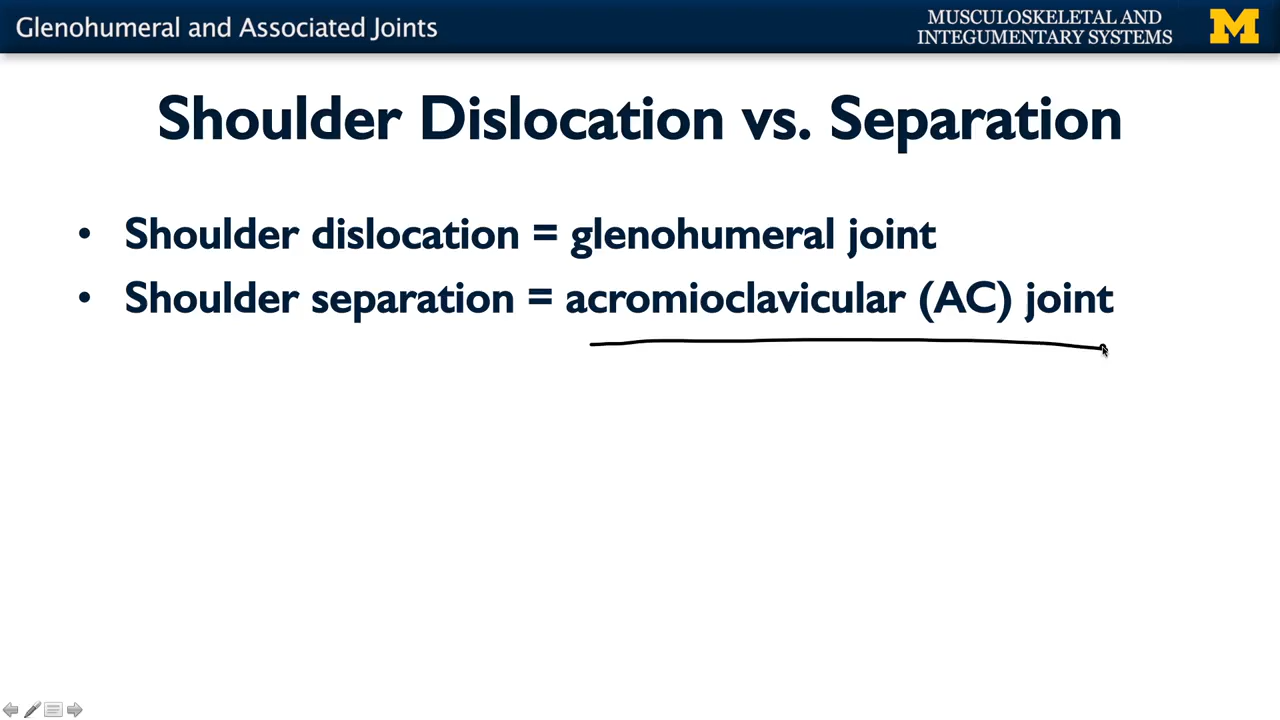 Glenohumeral and Associated Joints
MUSCULOSKELETAL AND
INTEGUMENTARY SYSTEMS
M
Shoulder Dislocation vs. Separation
• Shoulder dislocation = glenohumeral joint
• Shoulder separation = acromioclavicular (AC) joint